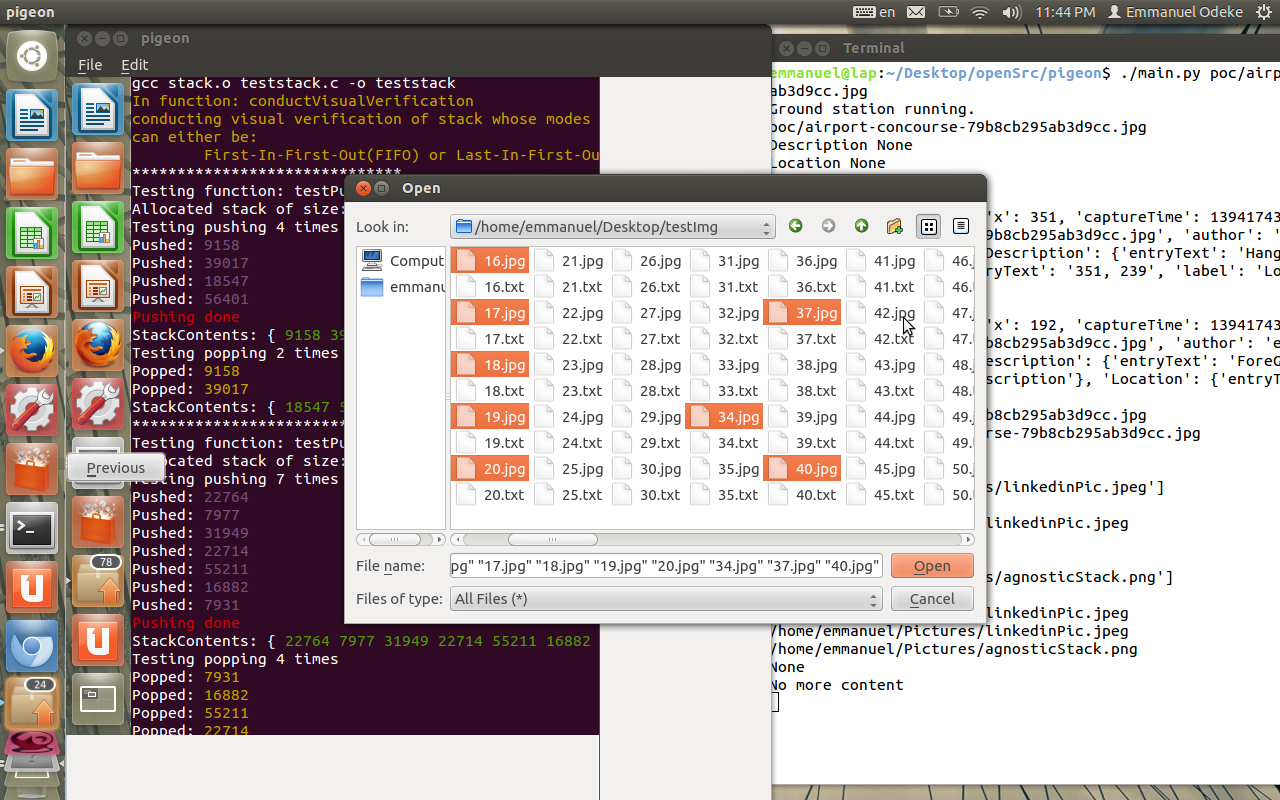 pigeon
en
11:44 PM
Emmanuel Odeke
pigeon
File Edit
gcc stack.o teststack.c -o teststack
In function: conductVisualVerification
conducting visual verification of stack whose modes
can either be:
First-In-First-Out(FIFO) or Last-In-First-Ou
******************************
Testing function: testPu
Allocated stack of size:
Testing pushing 4 times
Pushed: 9158
Pushed: 39017
Pushed: 18547
Pushed: 56401
Pushing done
StackContents: { 9158 39
Testing popping 2 times
Popped: 9158
Popped: 39017
StackContents: { 18547 5
Testing function: testPu
ocated stack of size:
Previous
esting pushing 7 times
Pushed: 22764
Pushed: 7977
Pushed: 31949
Pushed: 22714
Pushed: 55211
Pushed: 16882
Pushed: 7931
Pushing done
StackContents: { 22764 7977 31949 22714 55211 16882
Testing popping 4 times
Popped: 7931
Popped: 16882
Popped: 55211
Popped: 22714
78
24
Open
Look in:
/home/emmanuel/Desktop/testImg
Comput
emmanu
16.jpg 21.jpg 26.jpg 31.jpg 36.jpg 41.jpg 46.
16.txt 21.txt 26.txt 31.txt 36.txt 41.txt 46.
17.jpg 22.jpg 27.jpg 32.jpg 37.jpg 42.jpg 47.
17.txt 22.txt 27.txt 32.txt 37.txt 42.txt 47.
18.jpg 23.jpg 28.jpg 33.jpg 38.jpg 43.jpg 48.
18.txt 23.txt 28.txt 33.txt 38.txt 43.txt 48.
19.jpg 24.jpg 29.jpg 34.jpg 39.jpg 44.jpg 49.
19.txt 24.txt 29.txt 34.txt 39.txt 44.txt 49.
20.jpg 25.jpg 30.jpg 35.jpg 40.jpg 45.jpg 50.
20.txt 25.txt 30.txt 35.txt 40.txt 45.txt 50.
File name:
pg" "17.jpg" "18.jpg" "19.jpg" "20.jpg" "34.jpg" "37.jpg" "40.jpg"
Open
Files of type:
All Files (*)
Cancel
Terminal
emmanuel@lap:~/Desktop/openSrc/pigeon$ ./main.py poc/airp
ab3d9cc.jpg
Ground station running.
poc/airport-concourse-79b8cb295ab3d9cc.jpg
Description None
Location None
'x': 351, 'captureTime': 13941743
9b8cb295ab3d9cc.jpg', 'author': '
Description': {'entryText': 'Hang
ryText': '351, 239', 'label': 'Lo
'x': 192, 'captureTime': 13941743
9b8cb295ab3d9cc.jpg', 'author': 'e
escription': {'entryText': 'ForeG
scription'}, 'Location': {'entryT
b8cb295ab3d9cc.jpg
rse-79b8cb295ab3d9cc.jpg
s/linkedinPic.jpeg']
linkedinPic.jpeg
s/agnosticStack.png']
linkedinPic.jpeg
/home/emmanuel/Pictures/linkedinPic.jpeg
/home/emmanuel/Pictures/agnosticStack.png
None
No more content